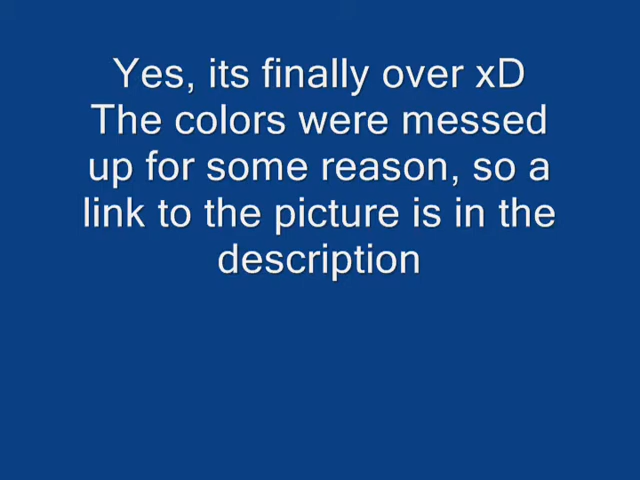 Yes, its finally over xD
The colors were messed
up for some reason, so a
link to the picture is in the
description